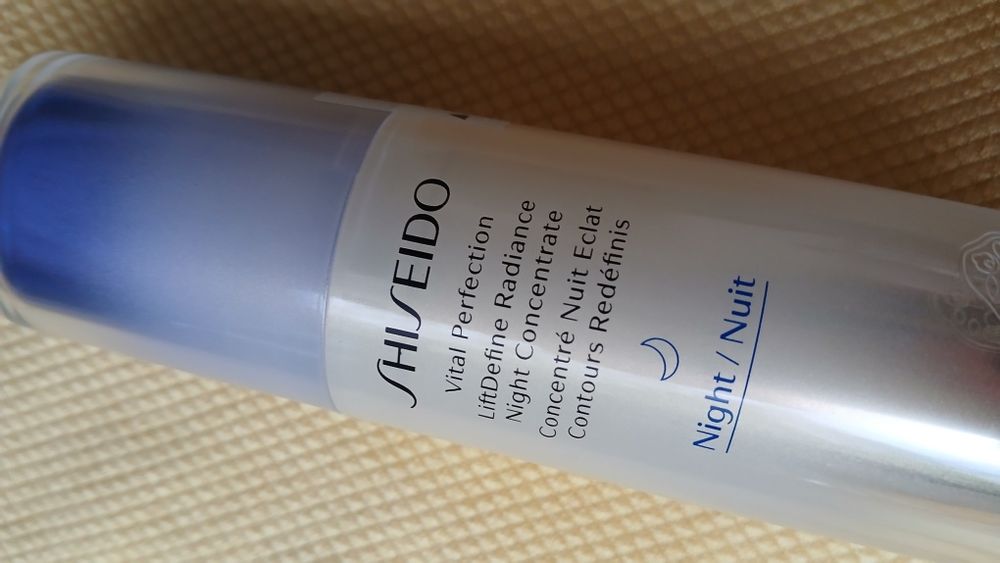 SHISEIDO
Vital Perfection
LiftDefine Radiance
Night Concentrate
Concentré Nuit Eclat
Contours Redéfinis
Night / Nuit